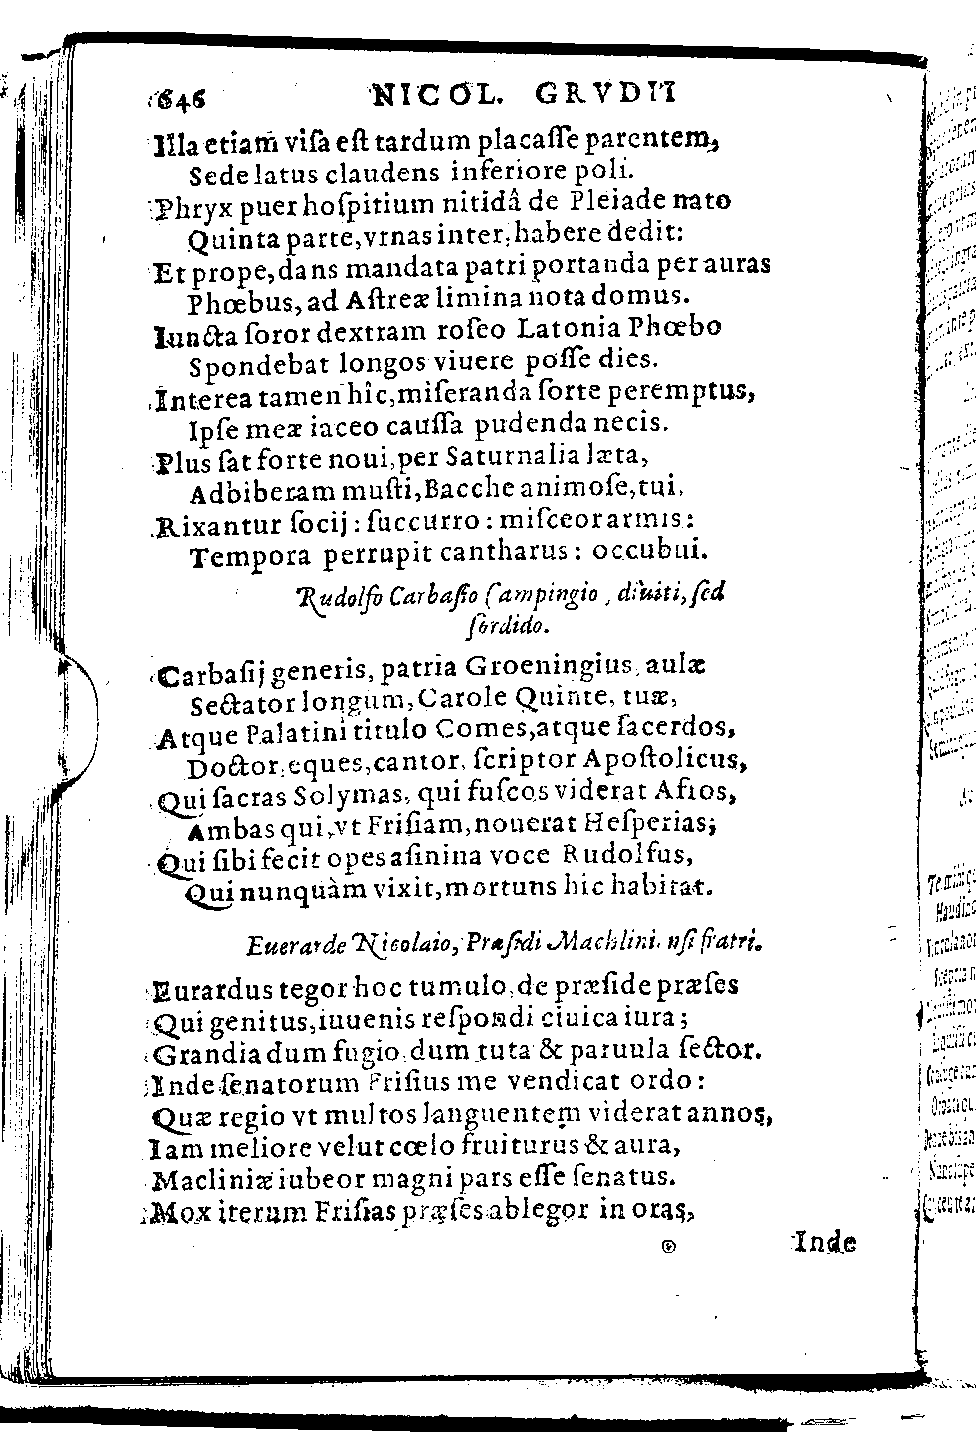 646 NICOL. GRVDII
Illa etiam viſa eſt tardum placaſſe parentem,
Sede latus claudens inferiore poli.
Phryx puer hoſpitium nitidâ de Pleiade nato
Quinta parte, vrnas inter, habere dedit:
Et prope, dans mandata patri portanda per auras
Phœbus, ad Aſtreæ limina nota domus.
Iuncta ſoror dextram roſeo Latonia Phœbo
Spondebat longos viuere poſſe dies.
Interea tamen hîc, miſeranda ſorte peremptus,
Ipſe meæ iaceo cauſſa pudenda necis.
Plus ſat forte noui, per Saturnalia læta,
Adbiberam muſti, Bacche animoſe, tui.
Rixantur ſocij: ſuccurro: miſceor armis:
Tempora perrupit cantharus: occubui.
Rudolfo Carbaſio Campingio, diuiti, ſed
ſordido.
Carbaſij generis, patria Groeningius, aulæ
Sectator longum, Carole Quinte, tuæ,
Atque Palatini titulo Comes, atque ſacerdos,
Doctor, eques, cantor, ſcriptor Apoſtolicus,
Qui ſacras Solymas, qui fuſcos viderat Afros,
Ambas qui, vt Friſiam, nouerat Heſperias;
Qui ſibi fecit opes aſinina voce Rudolfus,
Qui nunquàm vixit, mortuus hic habitat.
Euerarde Nicolaio, Præſidi Machlini. nſi fratri.
Eurardus tegor hoc tumulo, de præſide præſes
Qui genitus, iuuenis reſpondi ciuica iura;
Grandia dum fugio, dum tuta & paruula ſector.
Inde ſenatorum Friſius me vendicat ordo:
Quæ regio vt multos languentem viderat annos,
Iam meliore velut cœlo fruiturus & aura,
Macliniæ iubeor magni pars eſſe ſenatus.
Mox iterum Friſias præſes ablegor in oras,
Inde